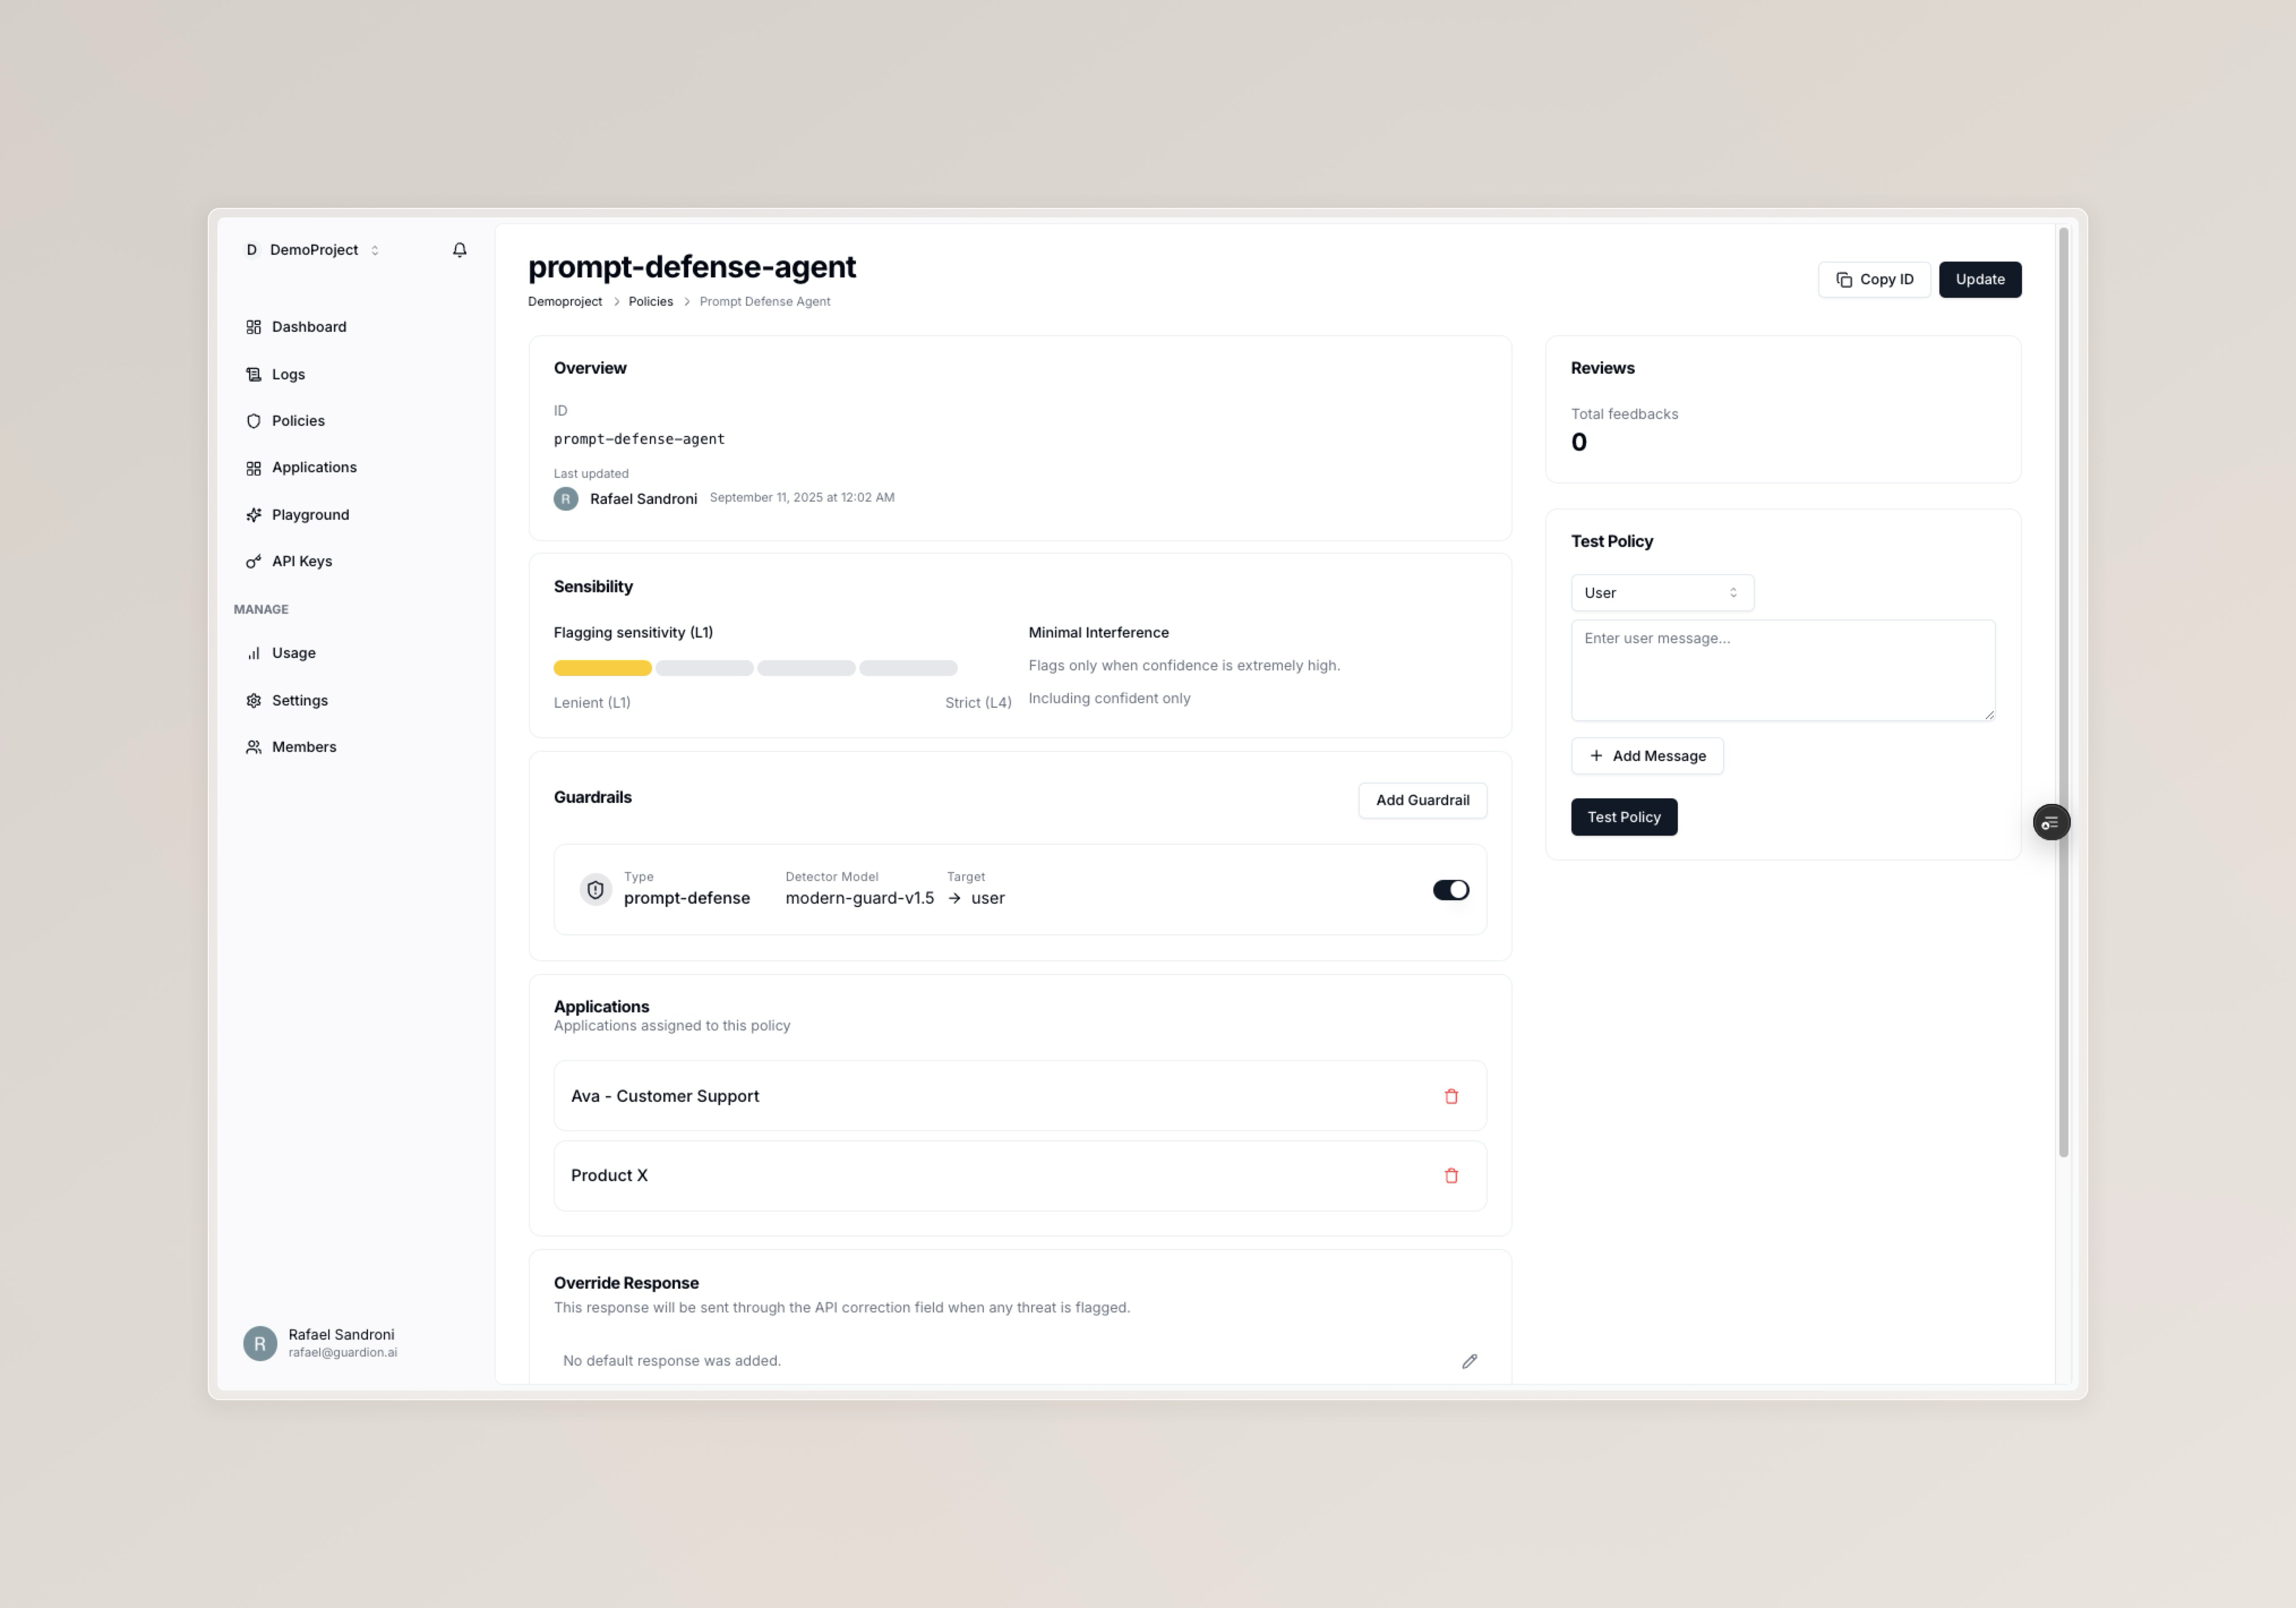 D DemoProject
Dashboard
Logs
Policies
Applications
Playground
API Keys
MANAGE
Usage
Settings
Members
R Rafael Sandroni
rafael@guardion.ai
prompt-defense-agent
Demoproject > Policies > Prompt Defense Agent
Copy ID
Update
Overview
ID
prompt-defense-agent
Last updated
R Rafael Sandroni September 11, 2025 at 12:02 AM
Sensibility
Flagging sensitivity (L1)
Lenient (L1) Strict (L4)
Minimal Interference
Flags only when confidence is extremely high.
Including confident only
Guardrails
Add Guardrail
Type Detector Model Target
prompt-defense modern-guard-v1.5 → user
Applications
Applications assigned to this policy
Ava - Customer Support
Product X
Override Response
This response will be sent through the API correction field when any threat is flagged.
No default response was added.
Reviews
Total feedbacks
0
Test Policy
User
Enter user message...
+ Add Message
Test Policy